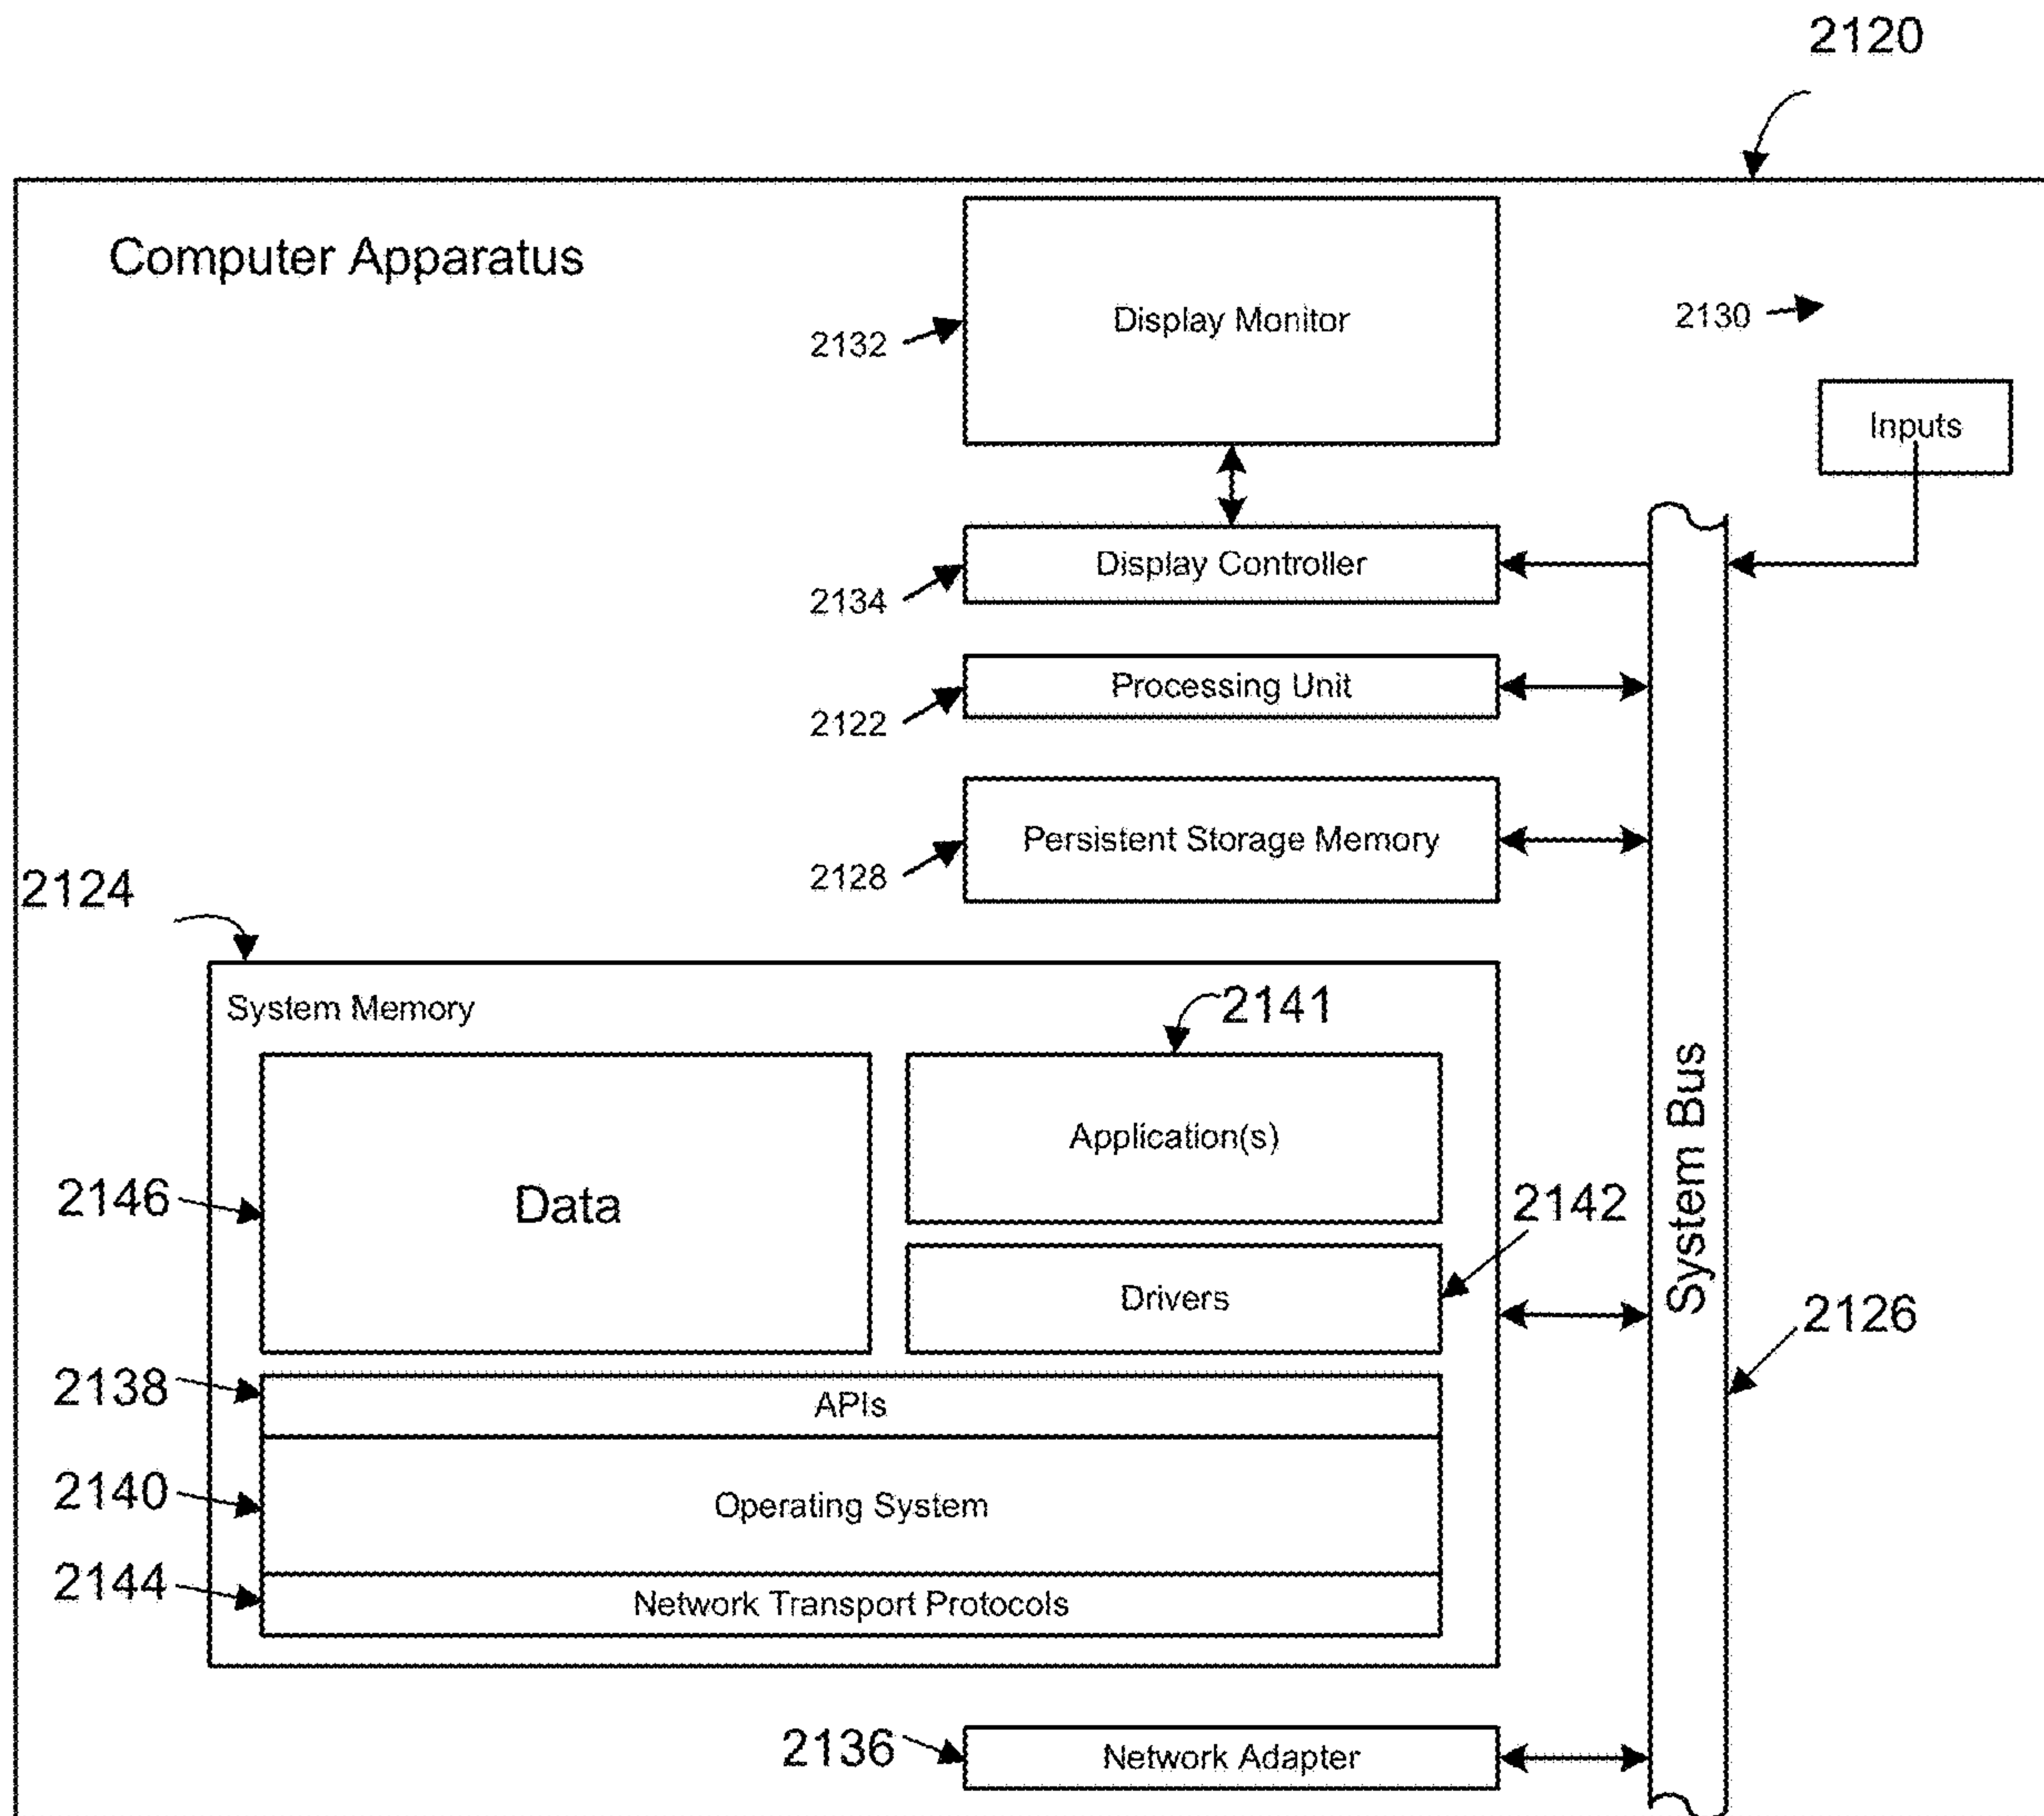 2120
Computer Apparatus
Display Monitor
2132
2130
Inputs
Display Controller
2134
Processing Unit
2122
Persistent Storage Memory
2128
2124
System Memory
2141
Application(s)
Data
2146
2142
Drivers
System Bus
2126
2138
APIs
2140
Operating System
2144
Network Transport Protocols
2136
Network Adapter